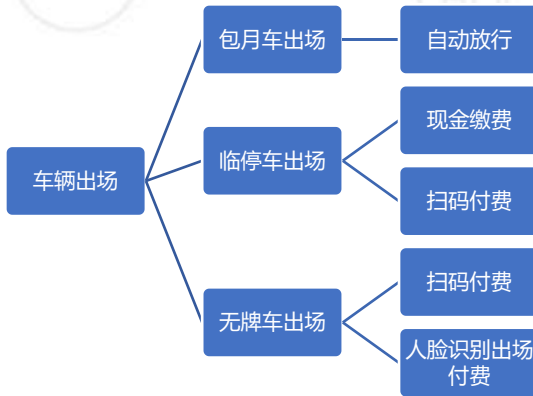 包月车出场
自动放行
现金缴费
车辆出场
临停车出场
扫码付费
扫码付费
无牌车出场
人脸识别出场
付费